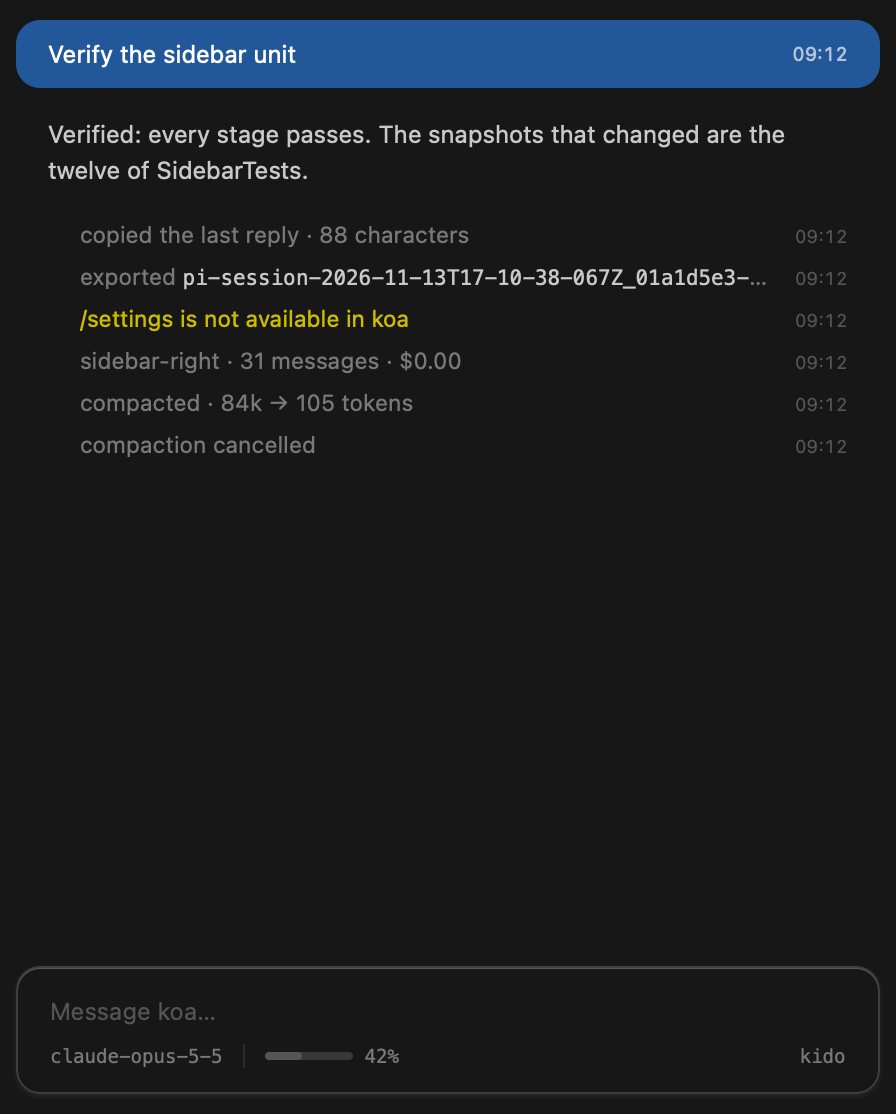 Verify the sidebar unit 09:12
Verified: every stage passes. The snapshots that changed are the
twelve of SidebarTests.
copied the last reply · 88 characters 09:12
exported pi-session-2026-11-13T17-10-38-067Z_01a1d5e3-… 09:12
/settings is not available in koa 09:12
sidebar-right · 31 messages · $0.00 09:12
compacted · 84k → 105 tokens 09:12
compaction cancelled 09:12
Message koa…
claude-opus-5-5 42% kido